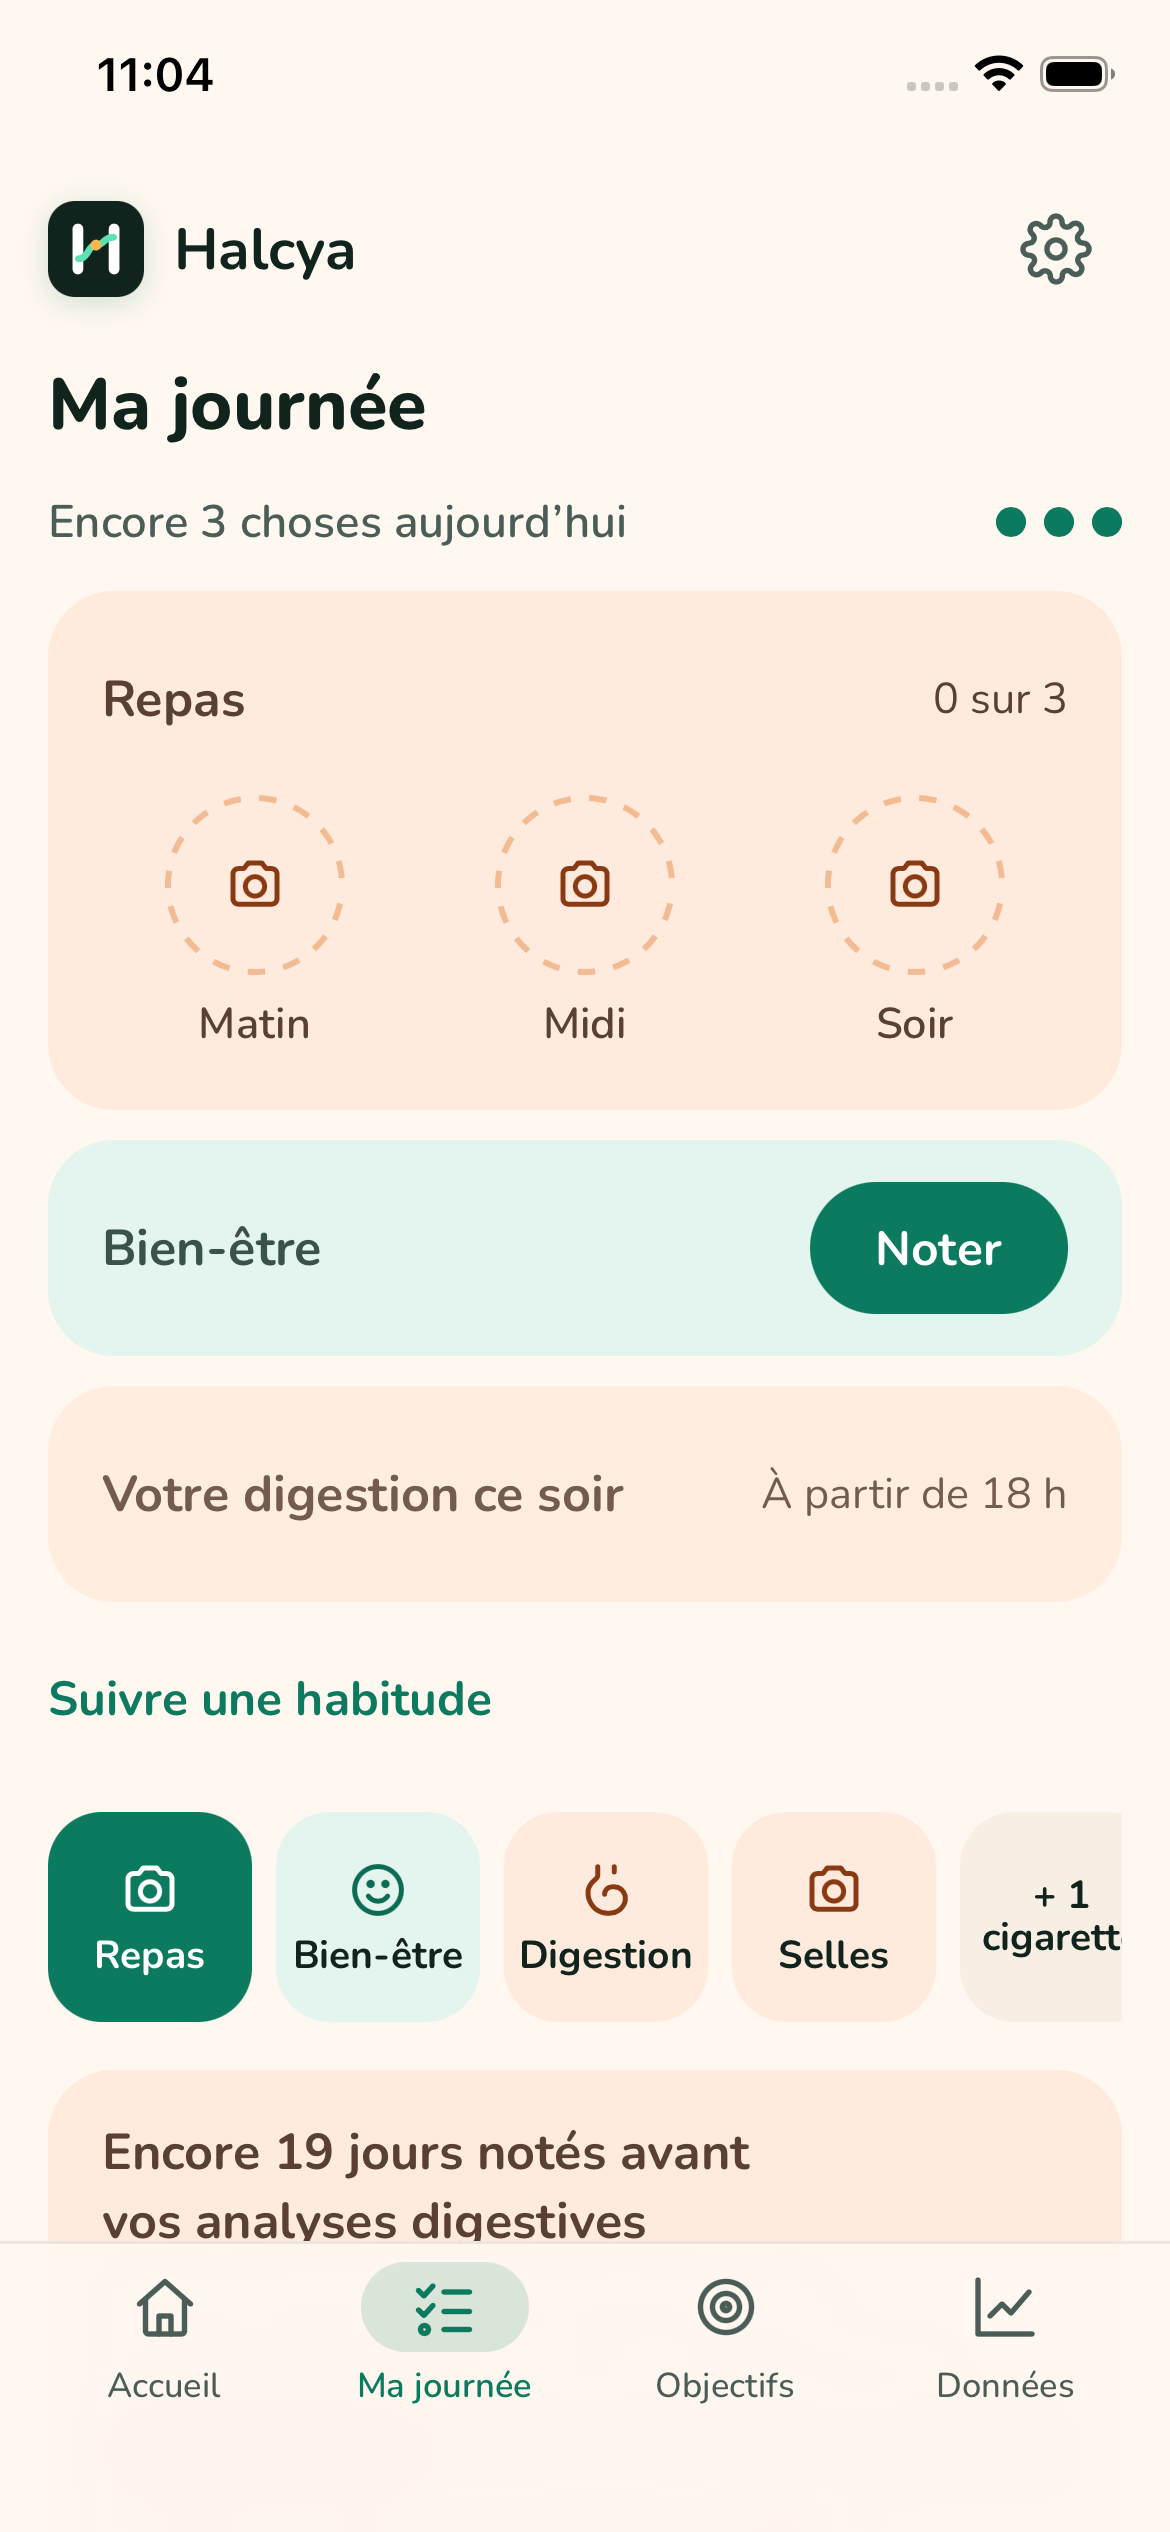 11:04
Halcya
Ma journée
Encore 3 choses aujourd’hui
Repas
0 sur 3
Matin
Midi
Soir
Bien-être
Noter
Votre digestion ce soir
À partir de 18 h
Suivre une habitude
Repas
Bien-être
Digestion
Selles
+ 1
cigarett
Encore 19 jours notés avant
vos analyses digestives
Accueil
Ma journée
Objectifs
Données